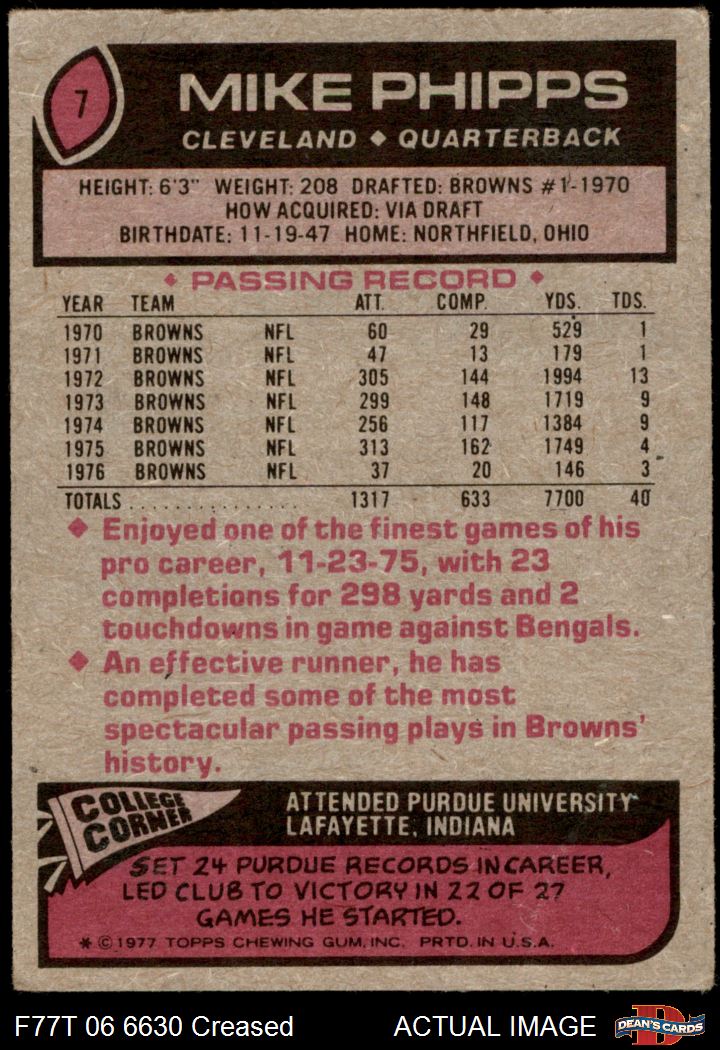 7
MIKE PHIPPS
CLEVELAND ♦ QUARTERBACK
HEIGHT: 6'3" WEIGHT: 208 DRAFTED: BROWNS #1-1970
HOW ACQUIRED: VIA DRAFT
BIRTHDATE: 11-19-47 HOME: NORTHFIELD, OHIO
♦ PASSING RECORD ♦
YEAR TEAM ATT. COMP. YDS. TDS.
1970 BROWNS NFL 60 29 529 1
1971 BROWNS NFL 47 13 179 1
1972 BROWNS NFL 305 144 1994 13
1973 BROWNS NFL 299 148 1719 9
1974 BROWNS NFL 256 117 1384 9
1975 BROWNS NFL 313 162 1749 4
1976 BROWNS NFL 37 20 146 3
TOTALS ................ 1317 633 7700 40
♦ Enjoyed one of the finest games of his
pro career, 11-23-75, with 23
completions for 298 yards and 2
touchdowns in game against Bengals.
♦ An effective runner, he has
completed some of the most
spectacular passing plays in Browns'
history.
COLLEGE
CORNER
ATTENDED PURDUE UNIVERSITY
LAFAYETTE, INDIANA
SET 24 PURDUE RECORDS IN CAREER,
LED CLUB TO VICTORY IN 22 OF 27
GAMES HE STARTED.
* © 1977 TOPPS CHEWING GUM, INC. PRTD. IN U.S.A.
F77T 06 6630 Creased ACTUAL IMAGE
D
DEAN'S CARDS